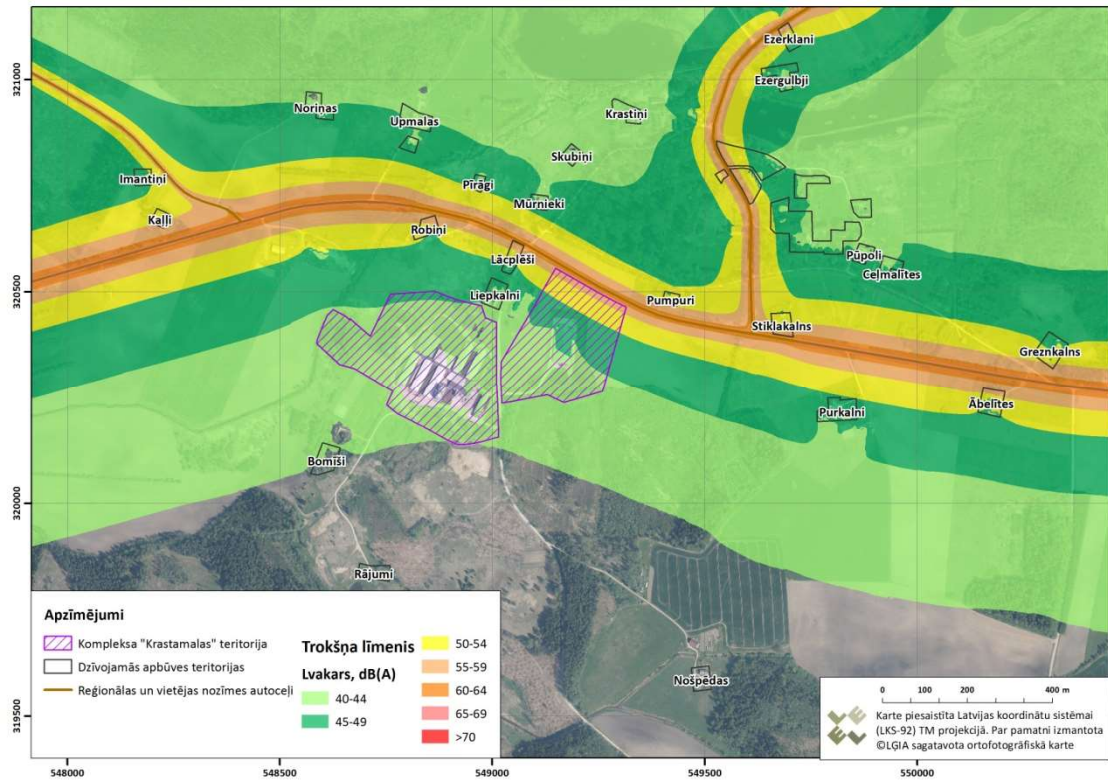 Ezerklani
Ezergulbji
Noriņas
Upmalas
Krastiņi
Skubiņi
Imantiņi
Pīrāgi
Mūrnieki
Kaļļi
Robiņi
Lācplēši
Pūpoli
Ceļmalītes
Liepkalni
Pumpuri
Stiklakalns
Greznkalns
Ābelītes
Purkalni
Bomīši
Rājumi
Nošpēdas
321000
320500
320000
319500
548000
548500
549000
549500
550000
Apzīmējumi
Kompleksa "Krastamalas" teritorija
Dzīvojamās apbūves teritorijas
Reģionālas un vietējas nozīmes autoceļi
Trokšņa līmenis
Lvakars, dB(A)
40-44
45-49
50-54
55-59
60-64
65-69
>70
0 100 200 400 m
Karte piesaistīta Latvijas koordinātu sistēmai
(LKS-92) TM projekcijā. Par pamatni izmantota
©LĢIA sagatavota ortofotogrāfiskā karte